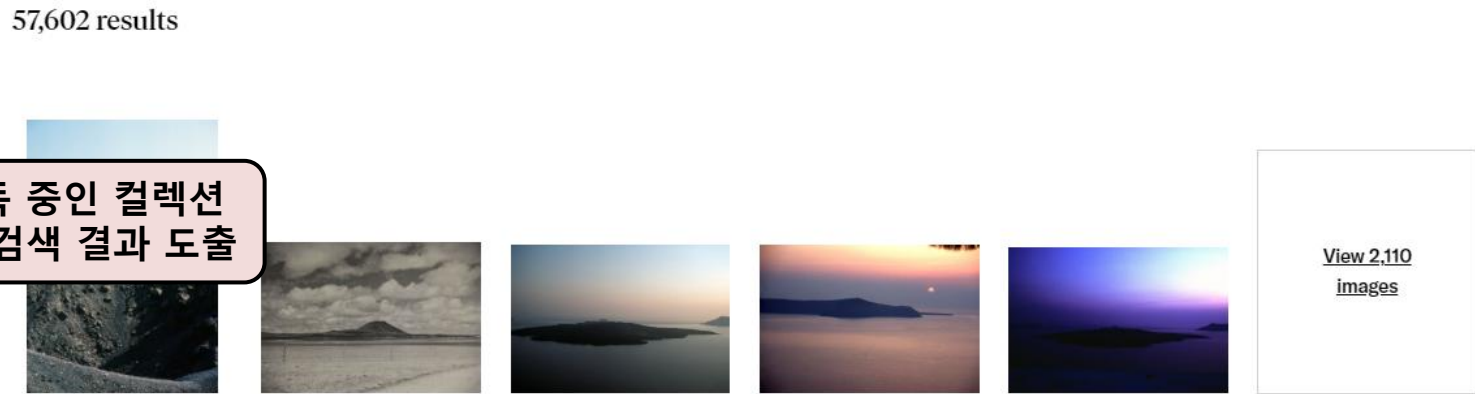 57,602 results
중인 컬렉션
검색 결과 도출
View 2,110
images